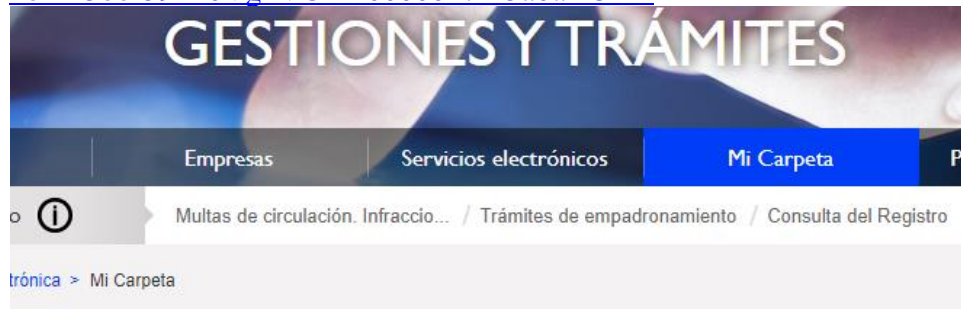 GESTIONES Y TRÁMITES
Empresas Servicios electrónicos Mi Carpeta P
o Multas de circulación. Infraccio... / Trámites de empadronamiento / Consulta del Registro
trónica > Mi Carpeta